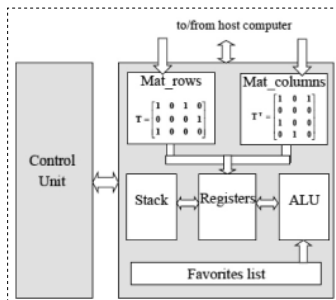 to/from host computer
Mat_rows
T = [1 0 1 0
0 0 0 1
1 0 0 0]
Mat_columns
T' = [1 0 1
0 0 0
1 0 0
0 1 0]
Control
Unit
Stack
Registers
ALU
Favorites list